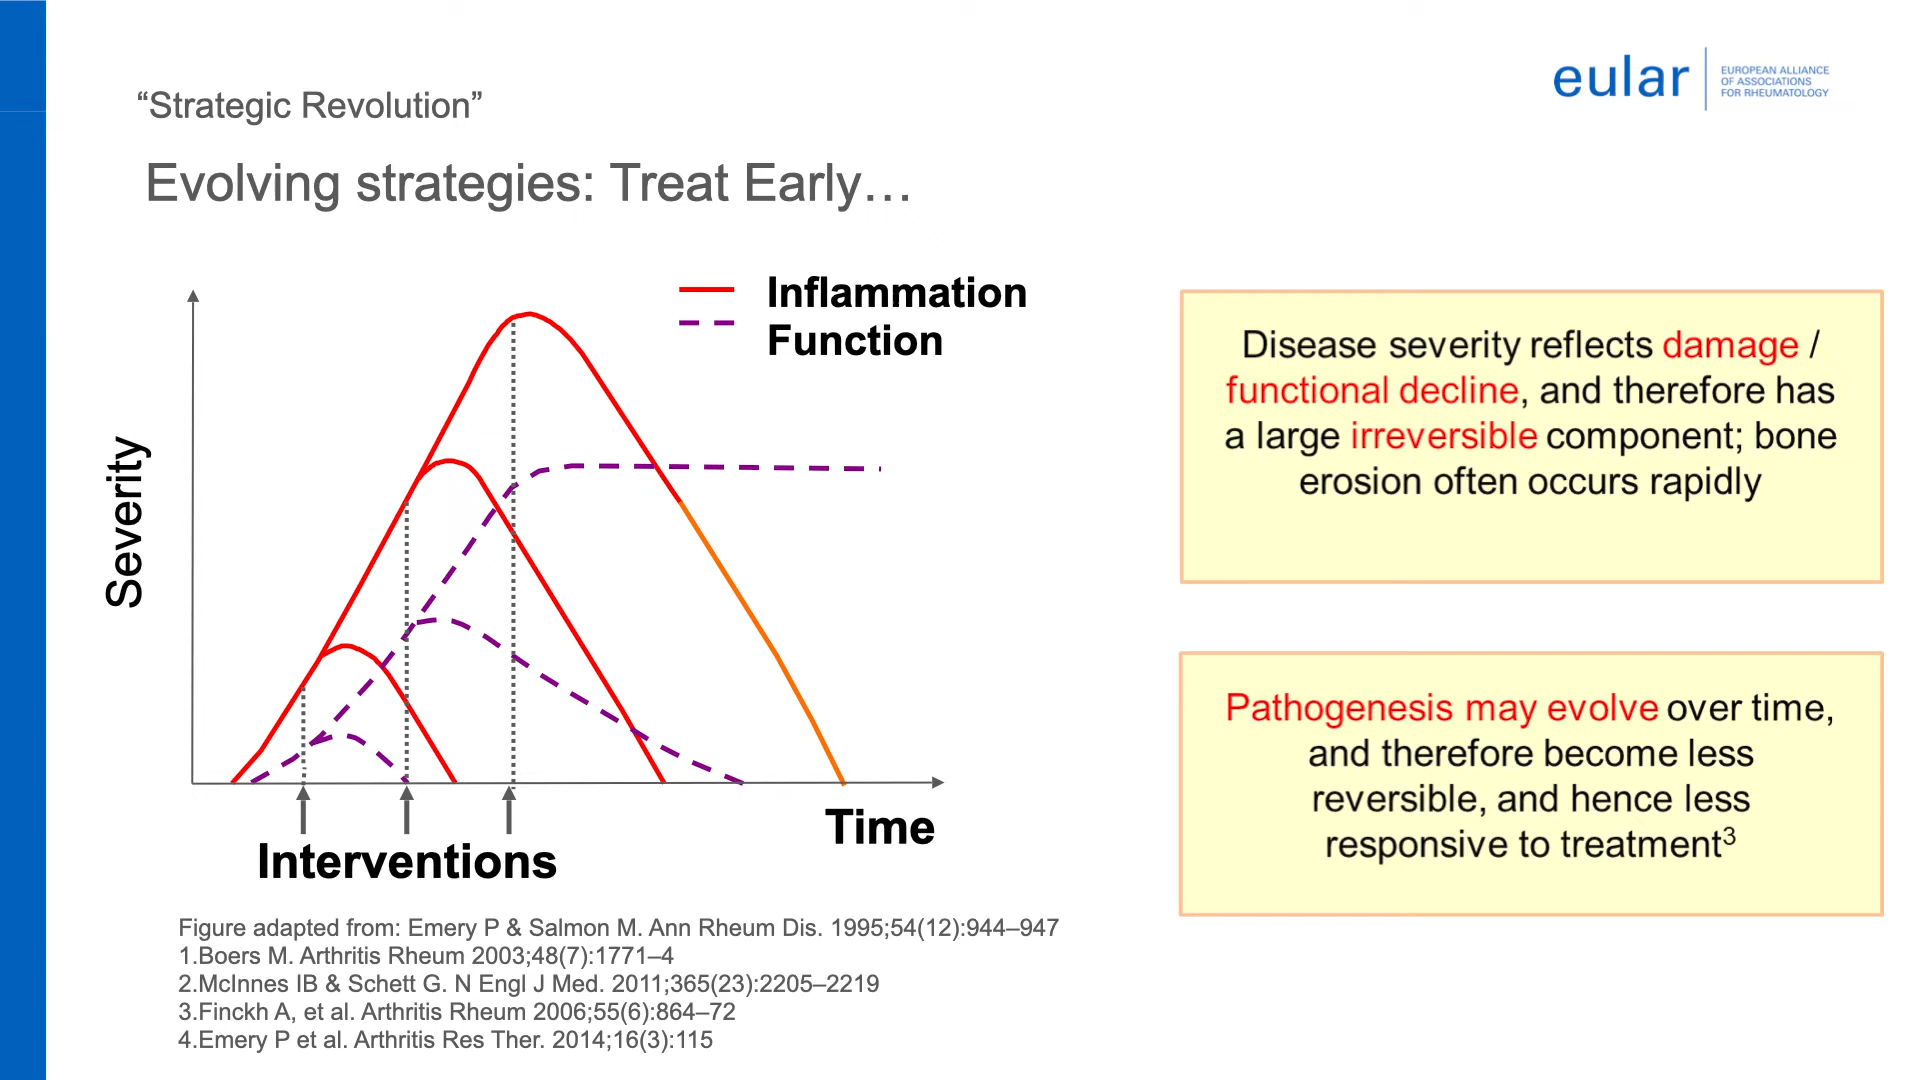 eular
EUROPEAN ALLIANCE
OF ASSOCIATIONS
FOR RHEUMATOLOGY
“Strategic Revolution”
Evolving strategies: Treat Early…
Inflammation
Function
Severity
Time
Interventions
Disease severity reflects damage /
functional decline, and therefore has
a large irreversible component; bone
erosion often occurs rapidly
Pathogenesis may evolve over time,
and therefore become less
reversible, and hence less
responsive to treatment³
Figure adapted from: Emery P & Salmon M. Ann Rheum Dis. 1995;54(12):944–947
1.Boers M. Arthritis Rheum 2003;48(7):1771–4
2.McInnes IB & Schett G. N Engl J Med. 2011;365(23):2205–2219
3.Finckh A, et al. Arthritis Rheum 2006;55(6):864–72
4.Emery P et al. Arthritis Res Ther. 2014;16(3):115